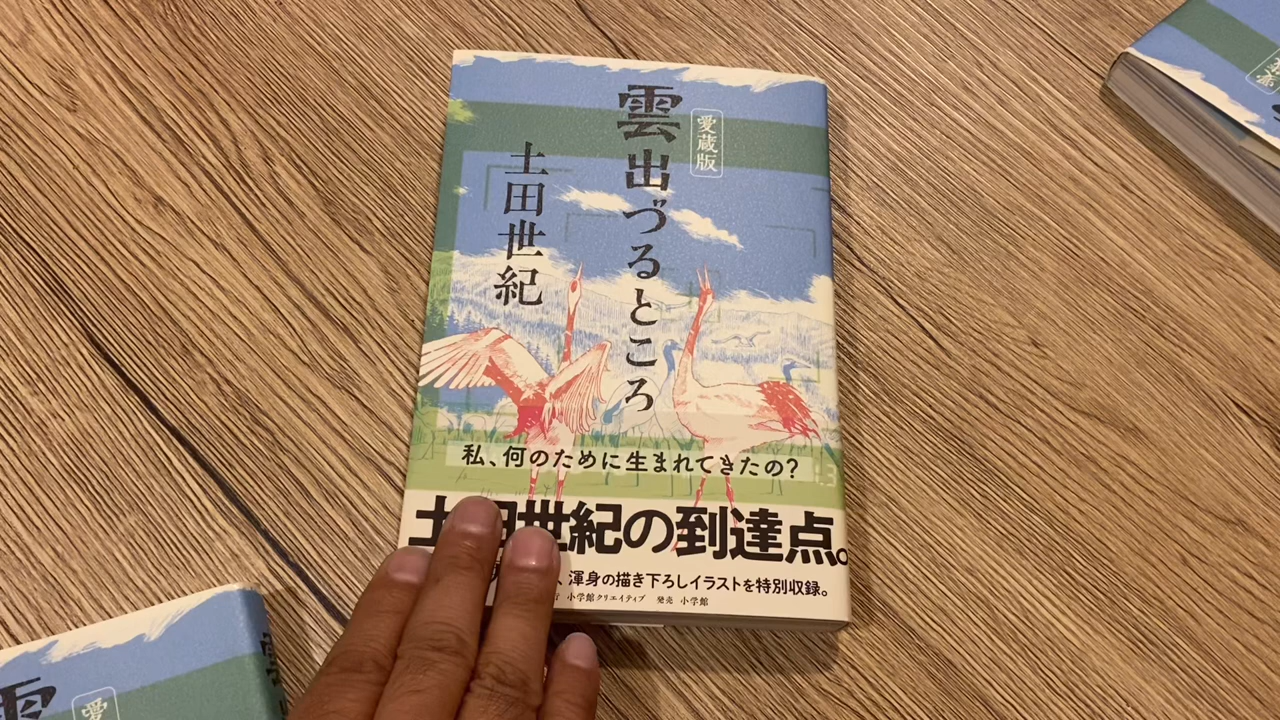 愛蔵版
雲出づるところ
土田世紀
私、何のために生まれてきたの?
土田世紀の到達点。
、渾身の描き下ろしイラストを特別収録。
小学館クリエイティブ 発売 小学館
愛
雲